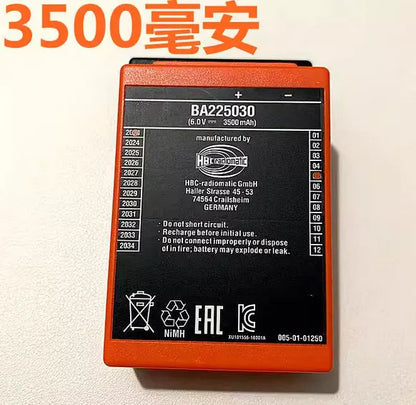 3500毫安
+ −
BA225030
(6.0V⎓ 3500mAh)
manufactured by
HBC-radiomatic
HBC-radiomatic GmbH
Haller Strasse 45 - 53
74564 Crailsheim
GERMANY
2024
2025
2026
2027
2028
2029
2030
2031
2032
2033
2034
01
02
03
04
06
07
08
09
10
11
12
· Do not short circuit.
· Recharge before initial use.
· Do not connect improperly or dispose
of in fire; battery may explode or leak.
NiMH
EAC
005-01-01250